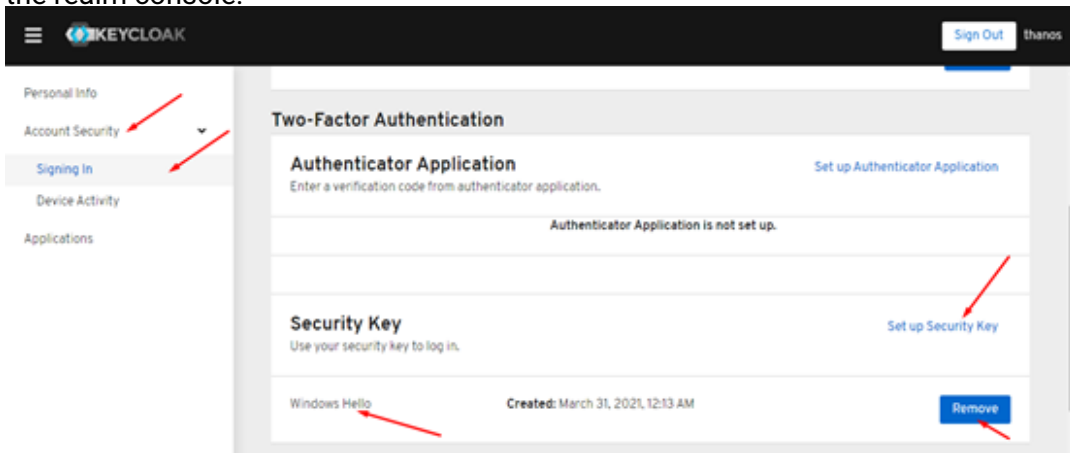 the realm console.
KEYCLOAK
Sign Out thanos
Personal Info
Account Security
Signing In
Device Activity
Applications
Two-Factor Authentication
Authenticator Application
Set up Authenticator Application
Enter a verification code from authenticator application.
Authenticator Application is not set up.
Security Key
Set up Security Key
Use your security key to log in.
Windows Hello Created: March 31, 2021, 12:13 AM Remove